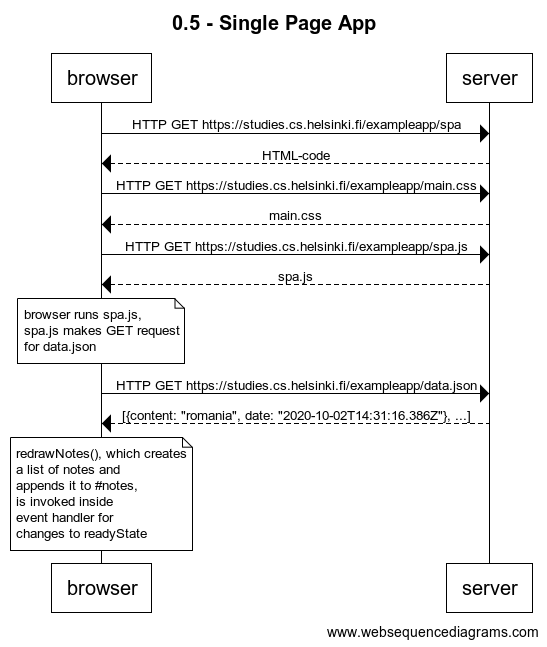 0.5 - Single Page App
browser
server
HTTP GET https://studies.cs.helsinki.fi/exampleapp/spa
HTML-code
HTTP GET https://studies.cs.helsinki.fi/exampleapp/main.css
main.css
HTTP GET https://studies.cs.helsinki.fi/exampleapp/spa.js
spa.js
browser runs spa.js,
spa.js makes GET request
for data.json
HTTP GET https://studies.cs.helsinki.fi/exampleapp/data.json
[{content: "romania", date: "2020-10-02T14:31:16.386Z"}, ...]
redrawNotes(), which creates
a list of notes and
appends it to #notes,
is invoked inside
event handler for
changes to readyState
browser
server
www.websequencediagrams.com